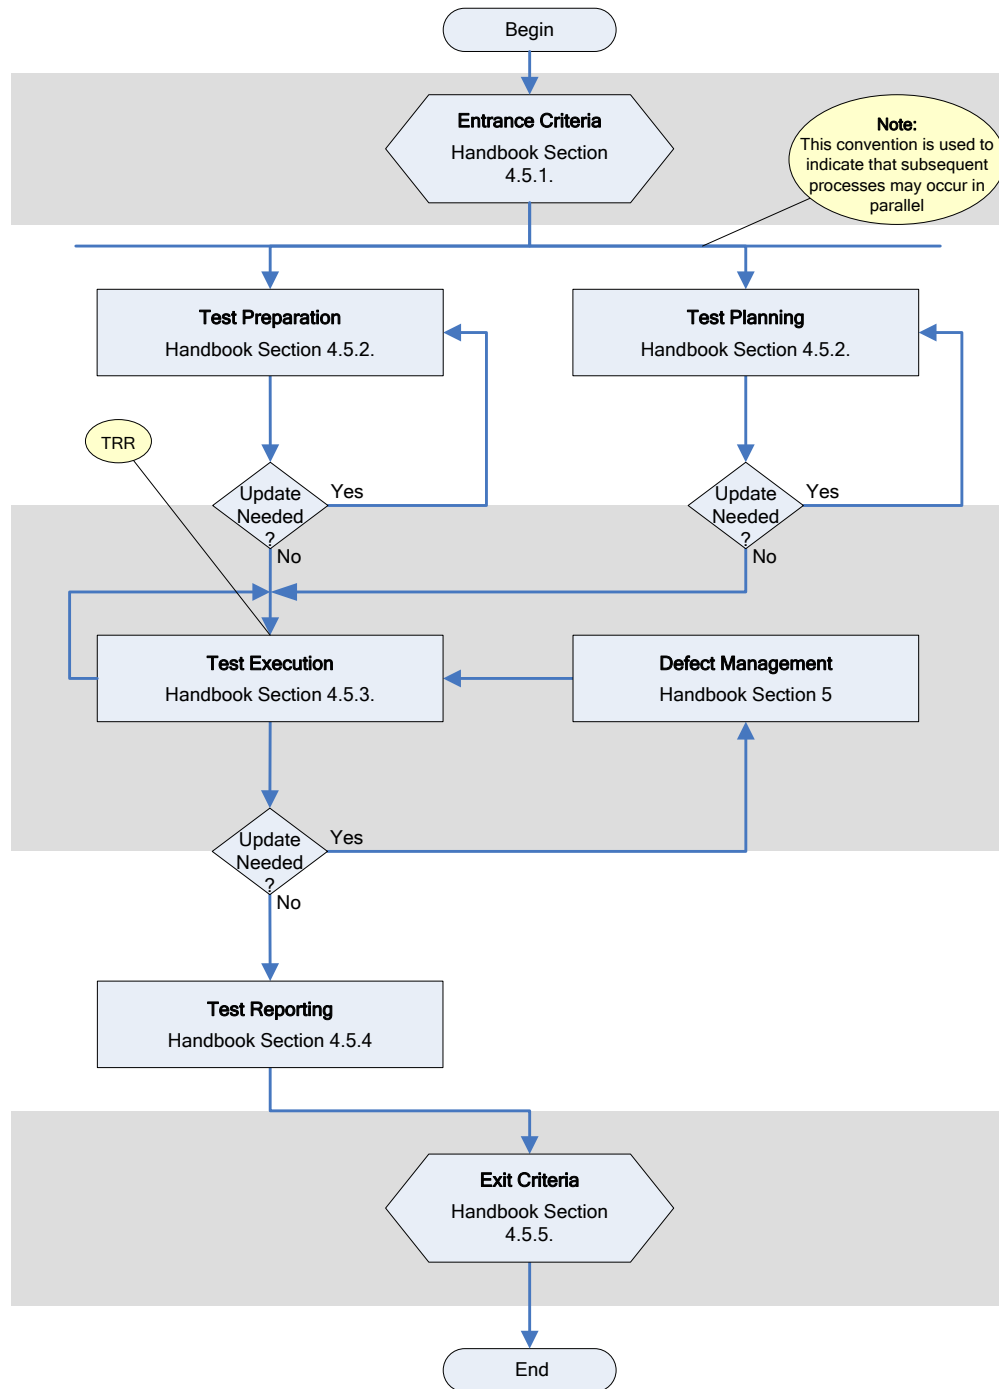 Begin
Entrance Criteria
Handbook Section
4.5.1.
Note:
This convention is used to
indicate that subsequent
processes may occur in
parallel
Test Preparation
Handbook Section 4.5.2.
Test Planning
Handbook Section 4.5.2.
TRR
Update
Needed
?
Yes
No
Update
Needed
?
Yes
No
Test Execution
Handbook Section 4.5.3.
Defect Management
Handbook Section 5
Update
Needed
?
Yes
No
Test Reporting
Handbook Section 4.5.4
Exit Criteria
Handbook Section
4.5.5.
End